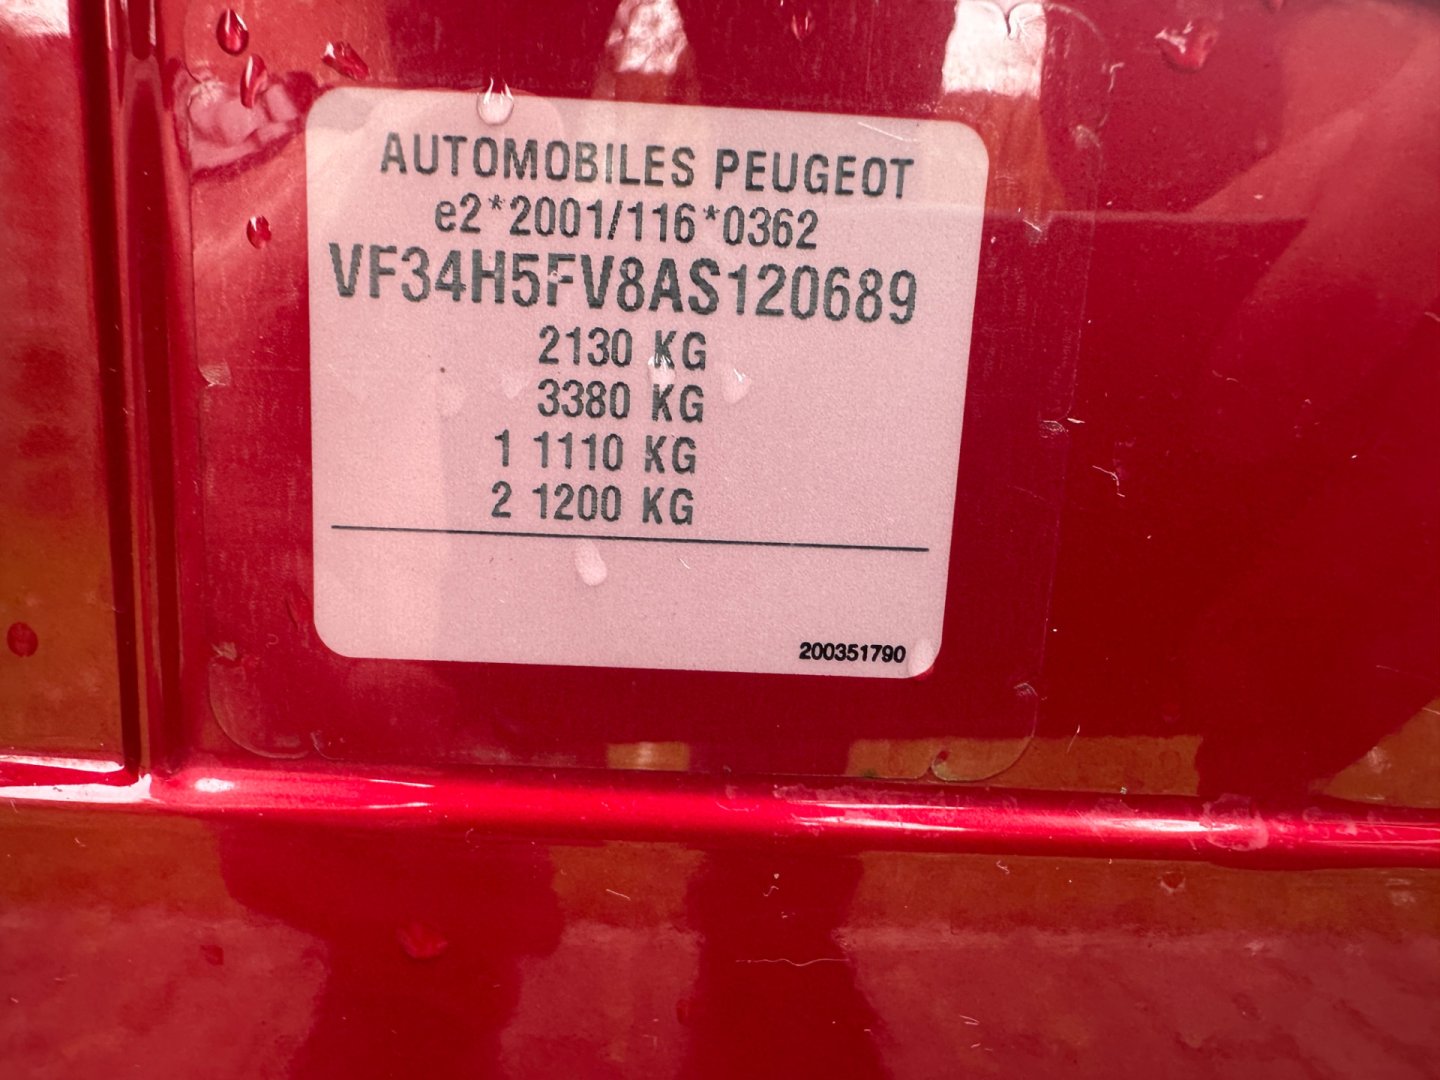 AUTOMOBILES PEUGEOT
e2*2001/116*0362
VF34H5FV8AS120689
2130 KG
3380 KG
1 1110 KG
2 1200 KG
200351790